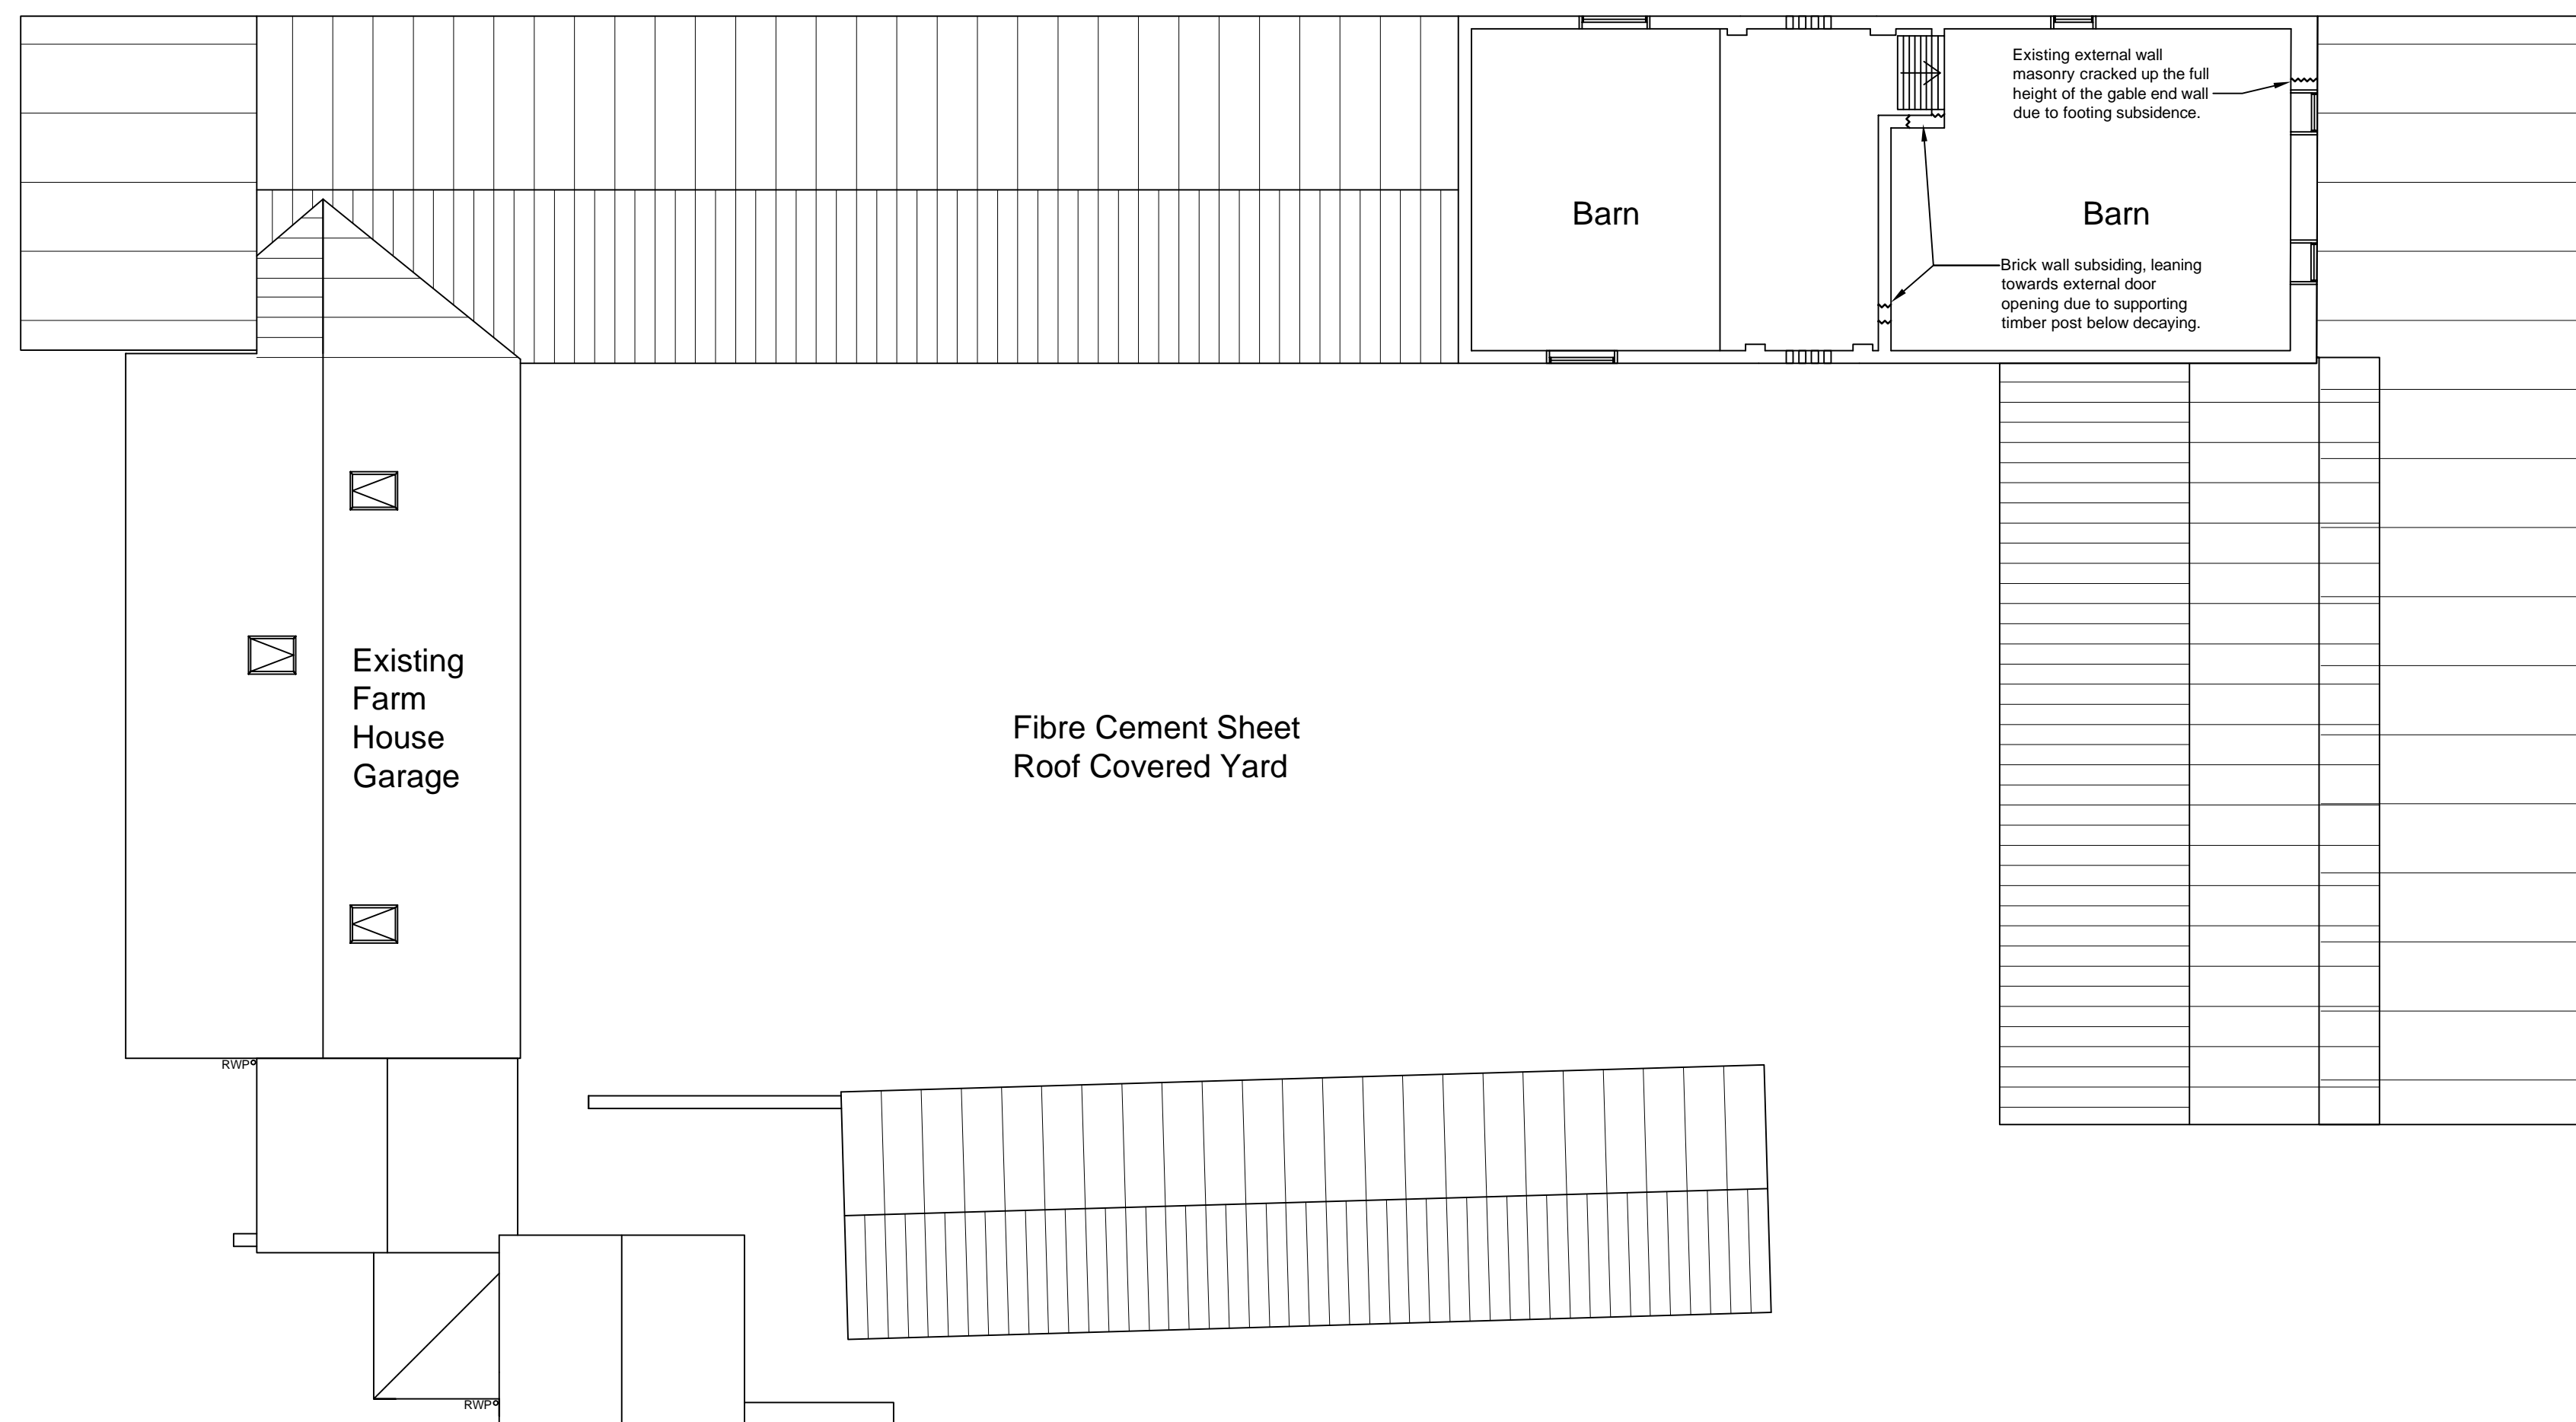 Existing external wall
masonry cracked up the full
height of the gable end wall
due to footing subsidence.
Barn
Barn
Brick wall subsiding, leaning
towards external door
opening due to supporting
timber post below decaying.
Existing
Farm
House
Garage
Fibre Cement Sheet
Roof Covered Yard
RWP
RWP